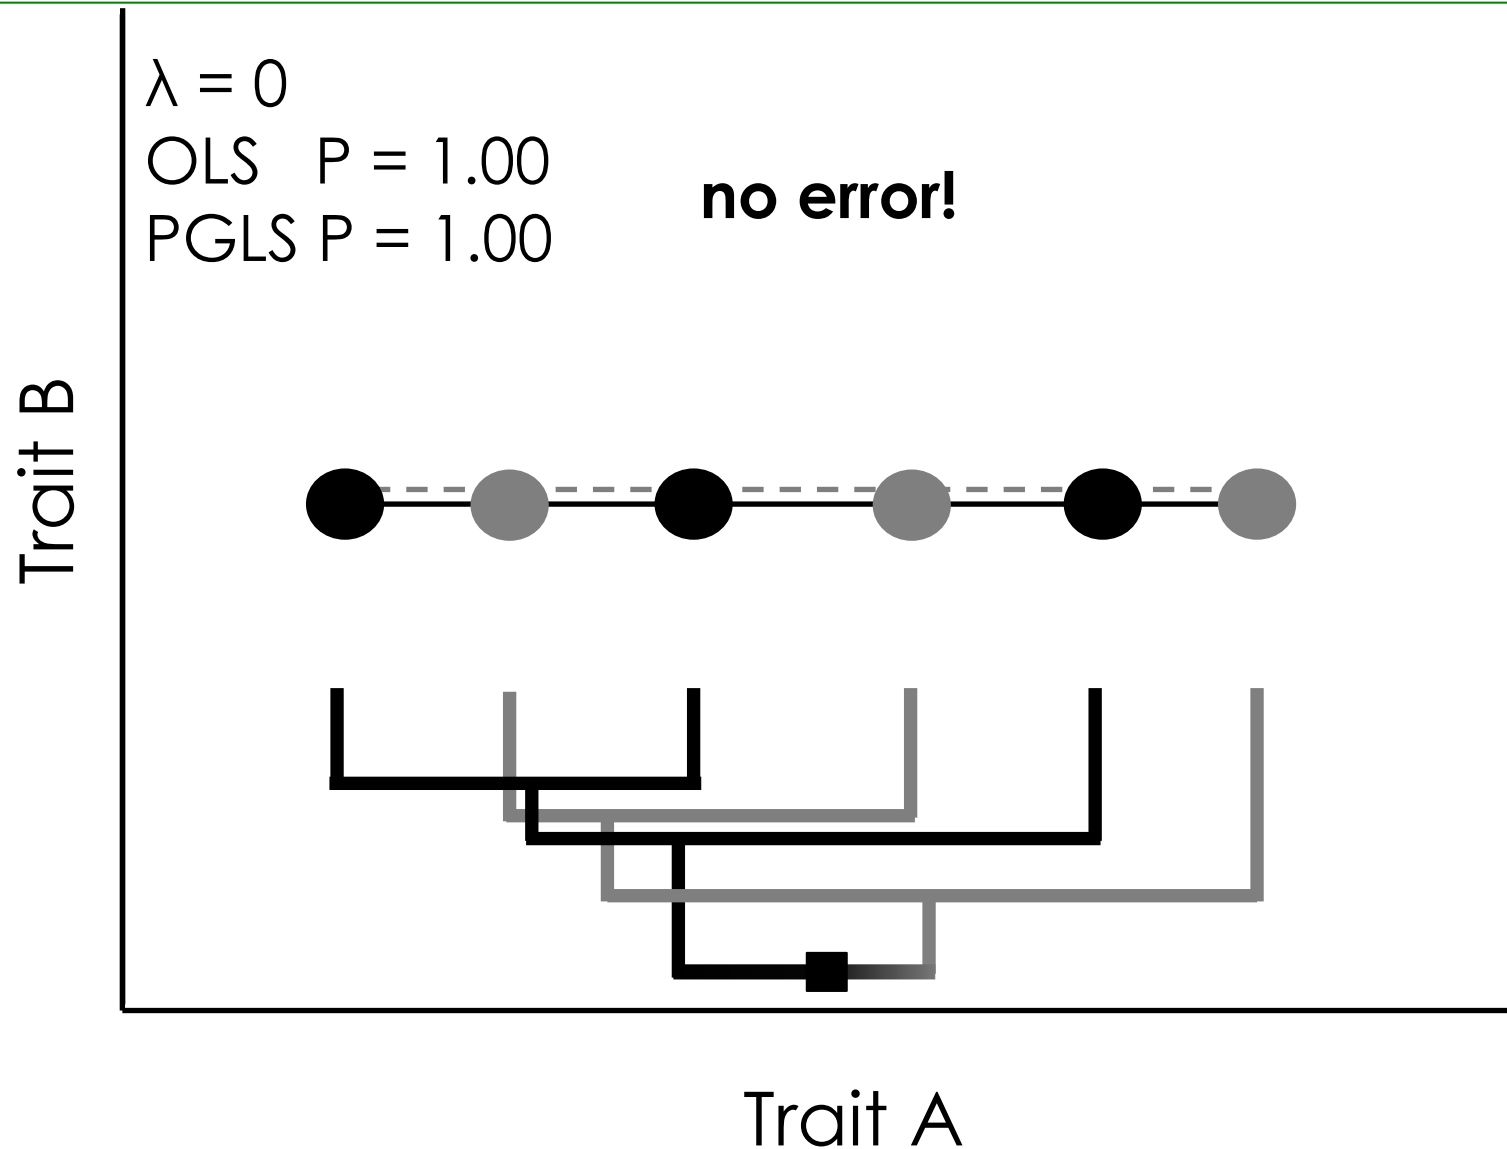 λ = 0
OLS P = 1.00
PGLS P = 1.00
no error!
Trait B
Trait A